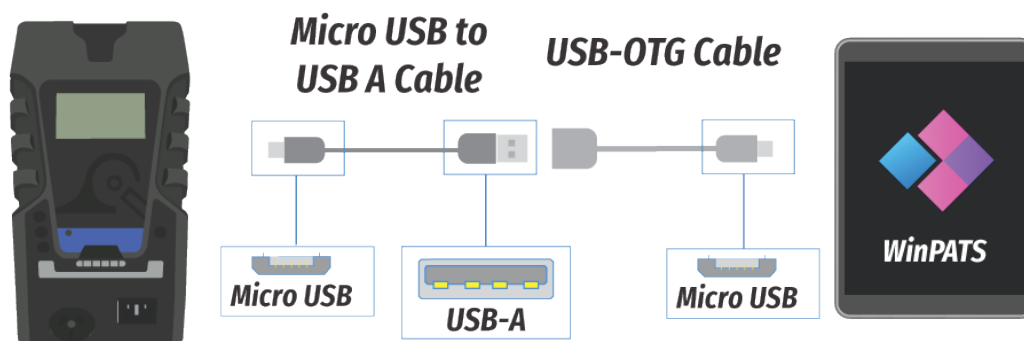 Micro USB to
USB A Cable
USB-OTG Cable
Micro USB
USB-A
Micro USB
WinPATS